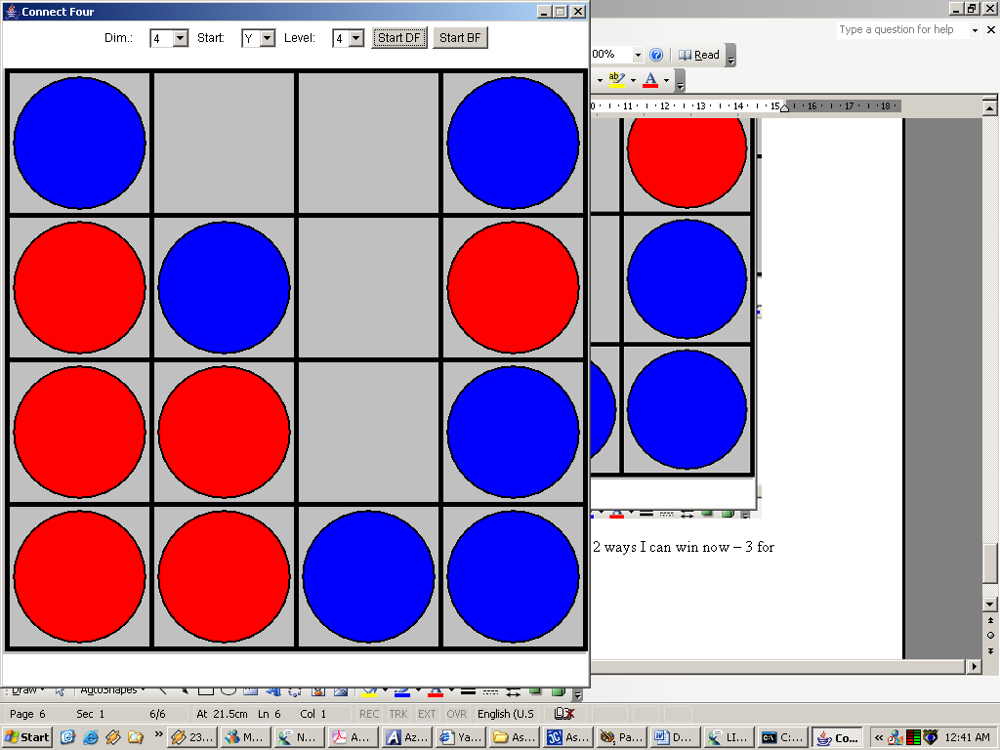 Connect Four
Dim.: 4 Start: Y Level: 4 Start DF Start BF
Type a question for help
00% Read
11 12 13 14 15 16 17 18
2 ways I can win now – 3 for
Draw AutoShapes
Page 6 Sec 1 6/6 At 21.5cm Ln 6 Col 1 REC TRK EXT OVR English (U.S
Start 23... M... N... A... Az... Ya... As... As... Pa... D... LI... C:... Co... 12:41 AM